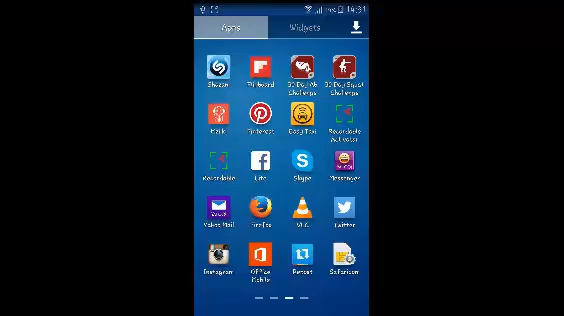 14:31
Apps Widgets
Shazam Flipboard 30 Day Ab Challenge 30 Day Squat Challenge
Pinterest Easy Taxi Recordable Activator
Recordable Lite Skype Messenger
Yahoo Mail Firefox VLC Twitter
Instagram Office Mobile Repost Safaricom